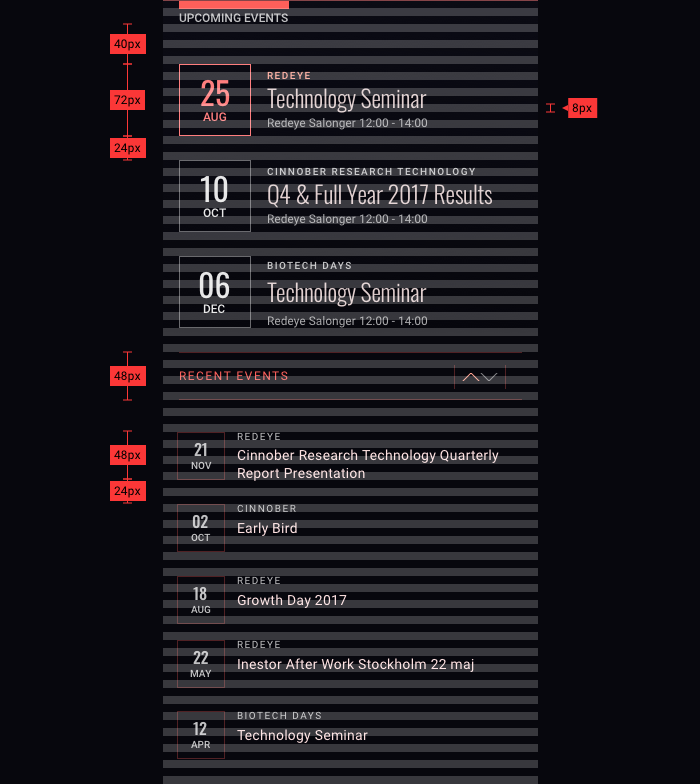 UPCOMING EVENTS
40px
25
AUG
REDEYE
Technology Seminar
Redeye Salonger 12:00 - 14:00
72px
8px
24px
10
OCT
CINNOBER RESEARCH TECHNOLOGY
Q4 & Full Year 2017 Results
Redeye Salonger 12:00 - 14:00
06
DEC
BIOTECH DAYS
Technology Seminar
Redeye Salonger 12:00 - 14:00
48px
RECENT EVENTS
48px
24px
21
NOV
REDEYE
Cinnober Research Technology Quarterly
Report Presentation
02
OCT
CINNOBER
Early Bird
18
AUG
REDEYE
Growth Day 2017
22
MAY
REDEYE
Inestor After Work Stockholm 22 maj
12
APR
BIOTECH DAYS
Technology Seminar